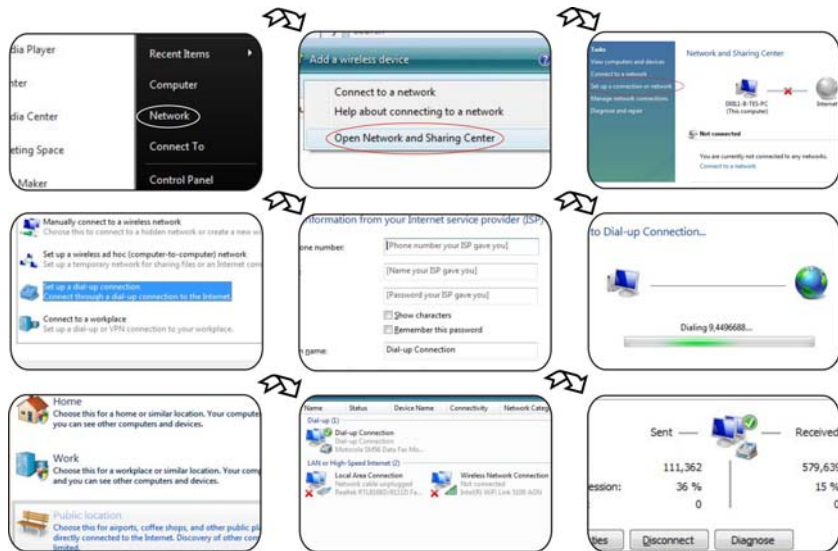 dia Player
nter
dia Center
eting Space
Maker
Recent Items
Computer
Network
Connect To
Control Panel
Add a wireless device
Connect to a network
Help about connecting to a network
Open Network and Sharing Center
Tasks
View computers and devices
Connect to a network
Set up a connection or network
Manage network connections
Diagnose and repair
Network and Sharing Center
(This computer)
Internet
Not connected
You are currently not connected to any networks.
Connect to a network
Manually connect to a wireless network
Choose this to connect to a hidden network or create a new w
Set up a wireless ad hoc (computer-to-computer) network
Set up a temporary network for sharing files or an Internet conn
Set up a dial-up connection
Connect through a dial-up connection to the Internet.
Connect to a workplace
Set up a dial-up or VPN connection to your workplace.
information from your Internet service provider (ISP)
one number:
[Phone number your ISP gave you]
[Name your ISP gave you]
[Password your ISP gave you]
Show characters
Remember this password
n name:
Dial-up Connection
to Dial-up Connection...
Dialing 9,4496688...
Home
Choose this for a home or similar location. Your compute
you can see other computers and devices.
Work
Choose this for a workplace or similar location. Your comp
and you can see other computers and devices.
Public location
Choose this for airports, coffee shops, and other public pl
directly connected to the Internet. Discovery of other com
limited.
Name Status Device Name Connectivity Network Categ
Dial-up (1)
Dial-up Connection
Dial-up Connection
Motorola SM56 Data Fax Mo...
LAN or High-Speed Internet (2)
Local Area Connection
Network cable unplugged
Wireless Network Connection
Not connected
Intel(R) WiFi Link 5100 AGN
Sent Received
111,362 579,639
ession: 36 % 15 %
: 0 0
ties Disconnect Diagnose